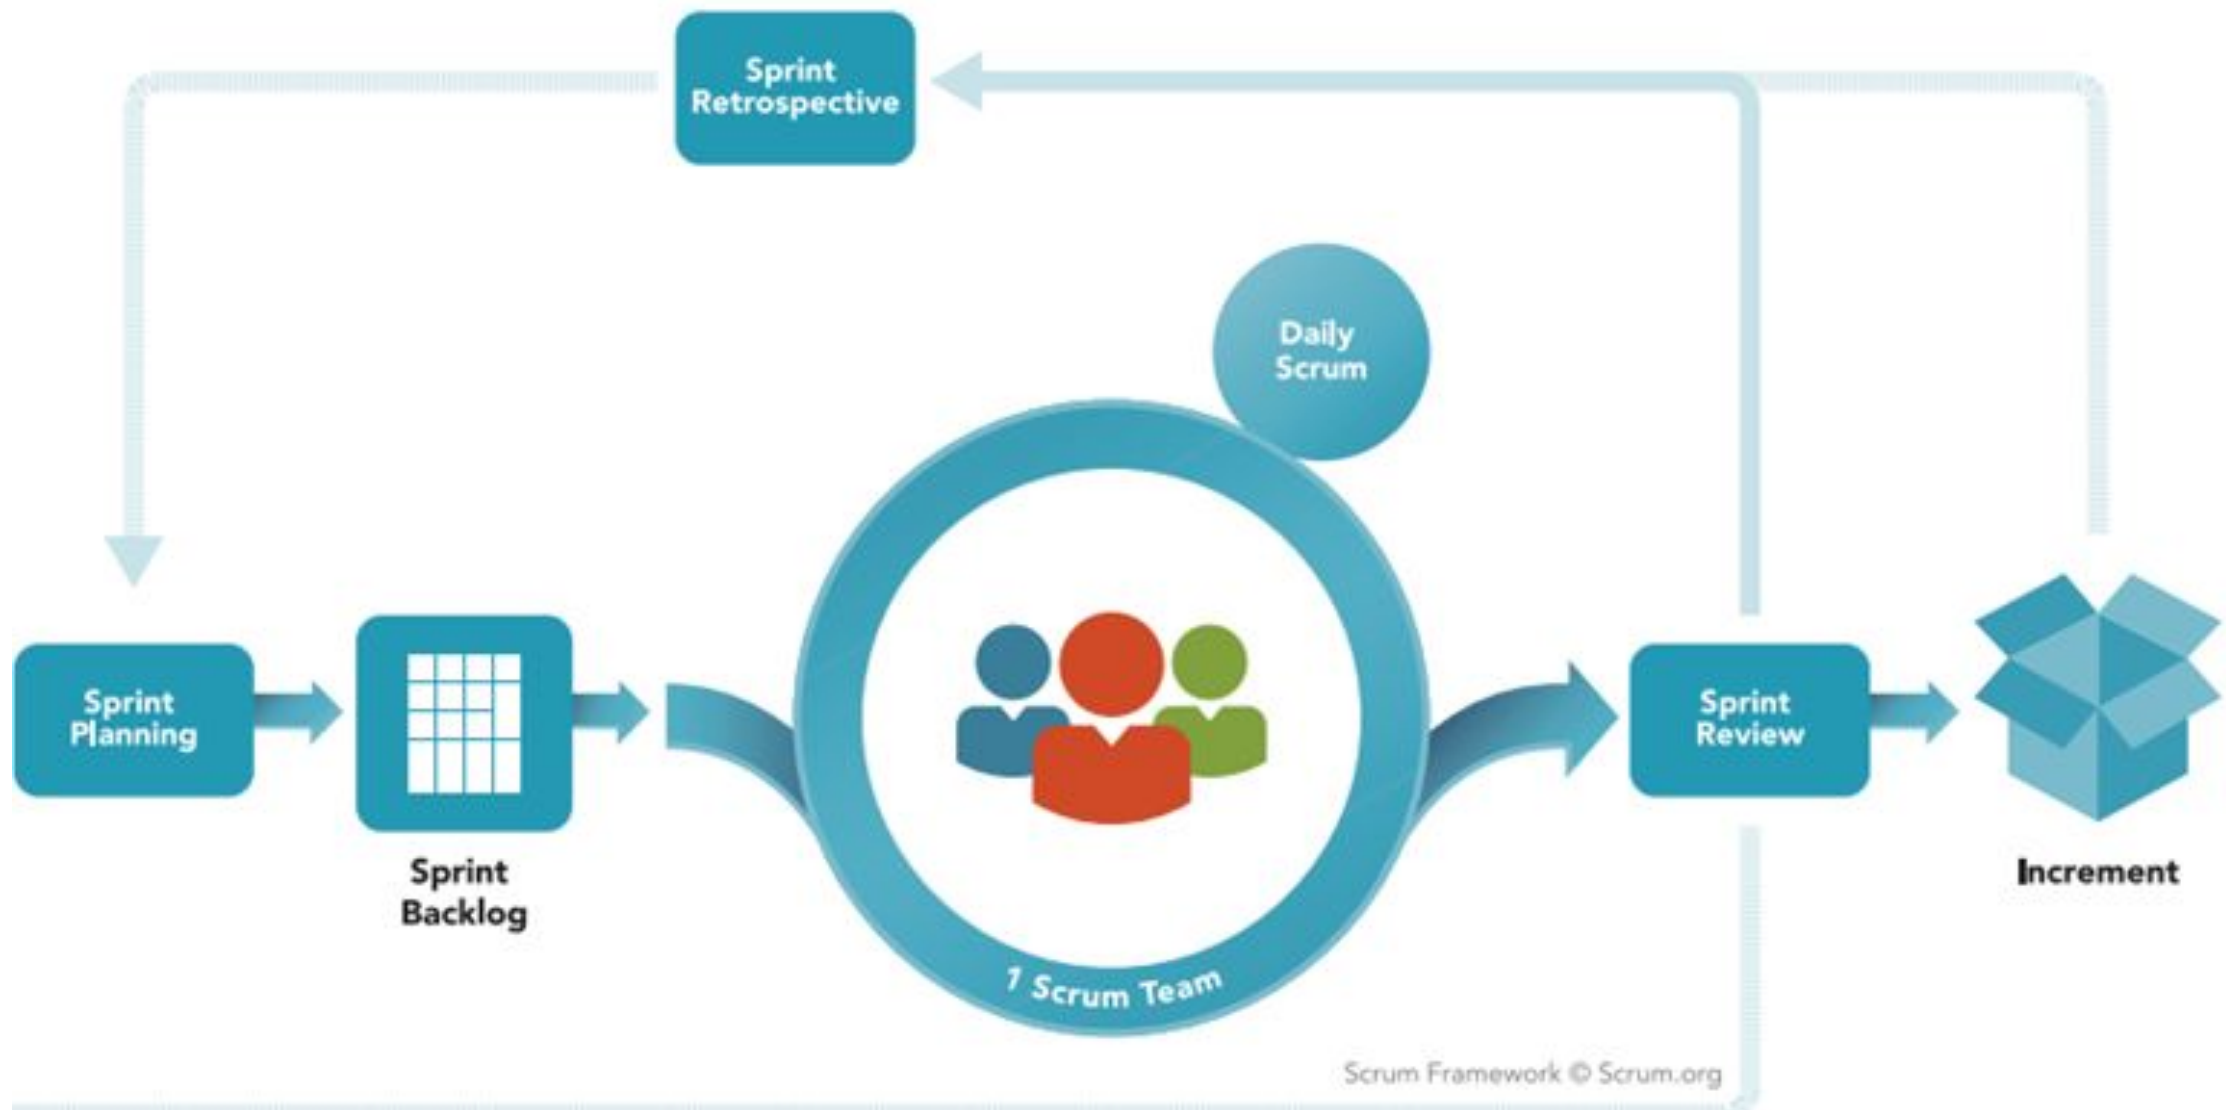 Sprint
Retrospective
Daily
Scrum
Sprint
Planning
Sprint
Backlog
1 Scrum Team
Sprint
Review
Increment
Scrum Framework © Scrum.org